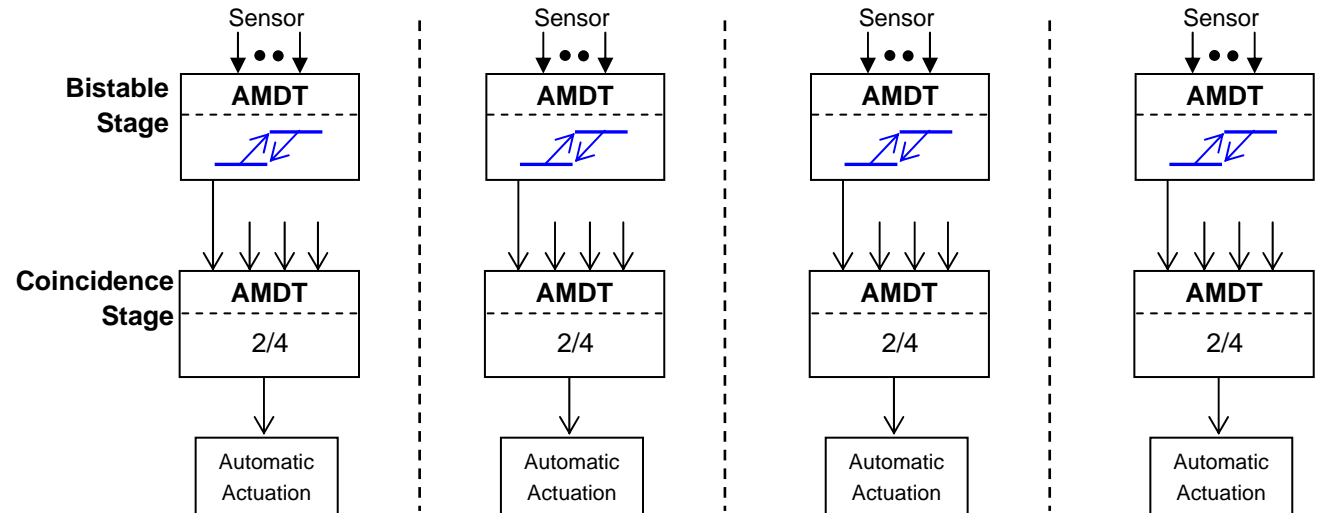 Sensor
Sensor
Sensor
Sensor
Bistable
Stage
AMDT
AMDT
AMDT
AMDT
Coincidence
Stage
AMDT
AMDT
AMDT
AMDT
2/4
2/4
2/4
2/4
Automatic
Actuation
Automatic
Actuation
Automatic
Actuation
Automatic
Actuation